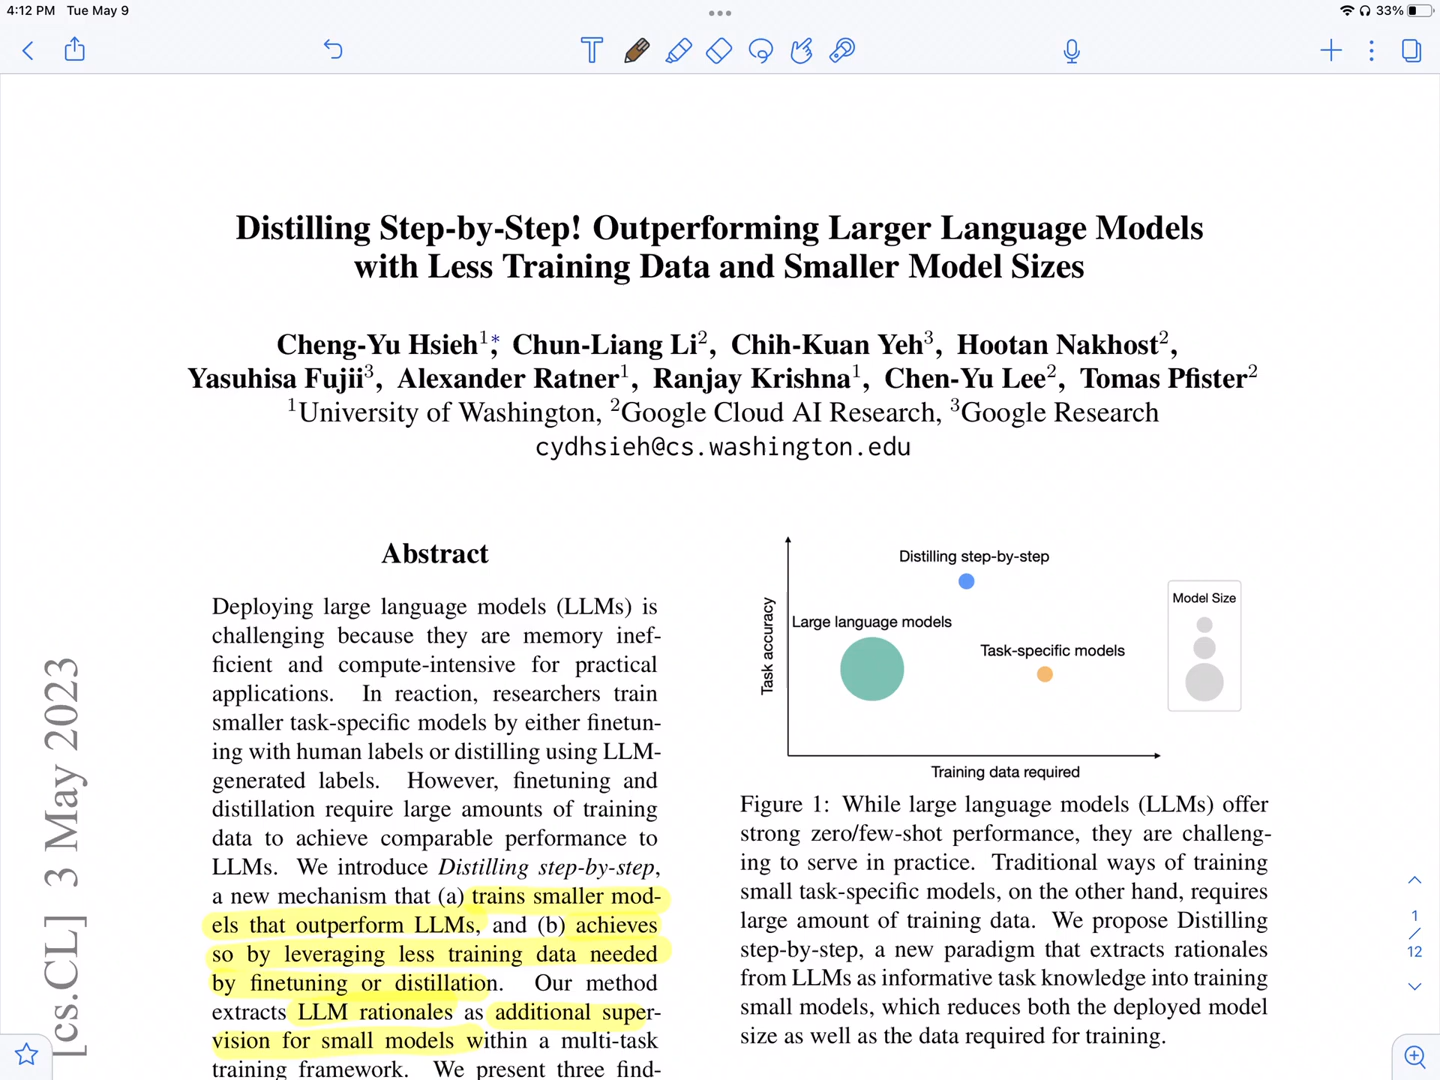 4:12 PM Tue May 9
33%
Distilling Step-by-Step! Outperforming Larger Language Models
with Less Training Data and Smaller Model Sizes
Cheng-Yu Hsieh1*, Chun-Liang Li2, Chih-Kuan Yeh3, Hootan Nakhost2,
Yasuhisa Fujii3, Alexander Ratner1, Ranjay Krishna1, Chen-Yu Lee2, Tomas Pfister2
1University of Washington, 2Google Cloud AI Research, 3Google Research
cydhsieh@cs.washington.edu
[cs.CL] 3 May 2023
Abstract
Deploying large language models (LLMs) is
challenging because they are memory inef-
ficient and compute-intensive for practical
applications. In reaction, researchers train
smaller task-specific models by either finetun-
ing with human labels or distilling using LLM-
generated labels. However, finetuning and
distillation require large amounts of training
data to achieve comparable performance to
LLMs. We introduce Distilling step-by-step,
a new mechanism that (a) trains smaller mod-
els that outperform LLMs, and (b) achieves
so by leveraging less training data needed
by finetuning or distillation. Our method
extracts LLM rationales as additional super-
vision for small models within a multi-task
training framework. We present three find-
Distilling step-by-step
Large language models
Task-specific models
Task accuracy
Training data required
Model Size
Figure 1: While large language models (LLMs) offer
strong zero/few-shot performance, they are challeng-
ing to serve in practice. Traditional ways of training
small task-specific models, on the other hand, requires
large amount of training data. We propose Distilling
step-by-step, a new paradigm that extracts rationales
from LLMs as informative task knowledge into training
small models, which reduces both the deployed model
size as well as the data required for training.
1
/
12